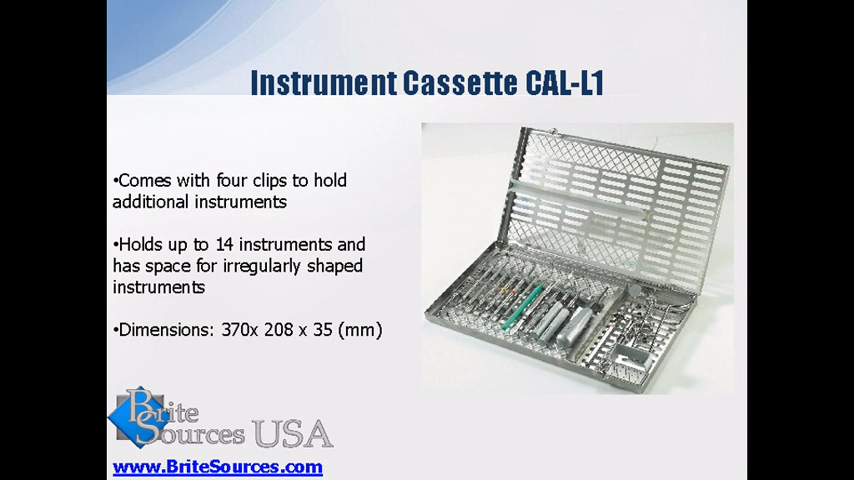 Instrument Cassette CAL-L1
•Comes with four clips to hold
additional instruments
•Holds up to 14 instruments and
has space for irregularly shaped
instruments
•Dimensions: 370x 208 x 35 (mm)
Brite
Sources USA
www.BriteSources.com